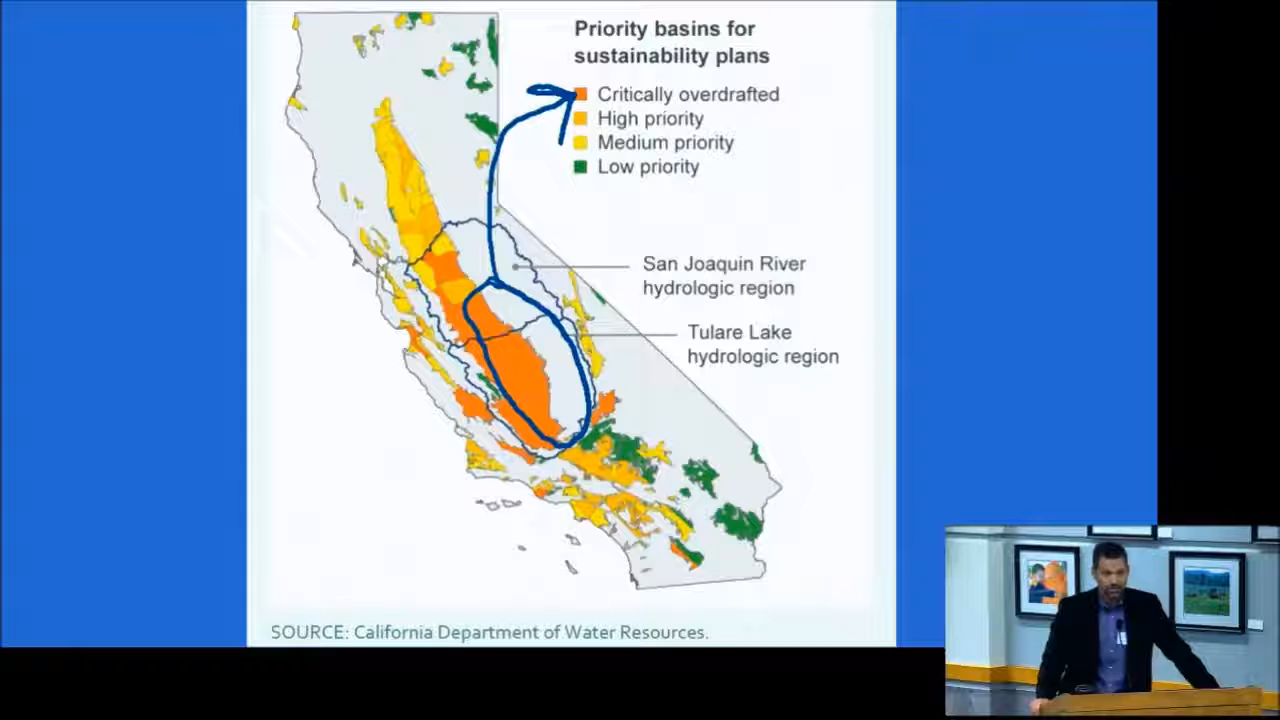 Priority basins for
sustainability plans
Critically overdrafted
High priority
Medium priority
Low priority
San Joaquin River
hydrologic region
Tulare Lake
hydrologic region
SOURCE: California Department of Water Resources.